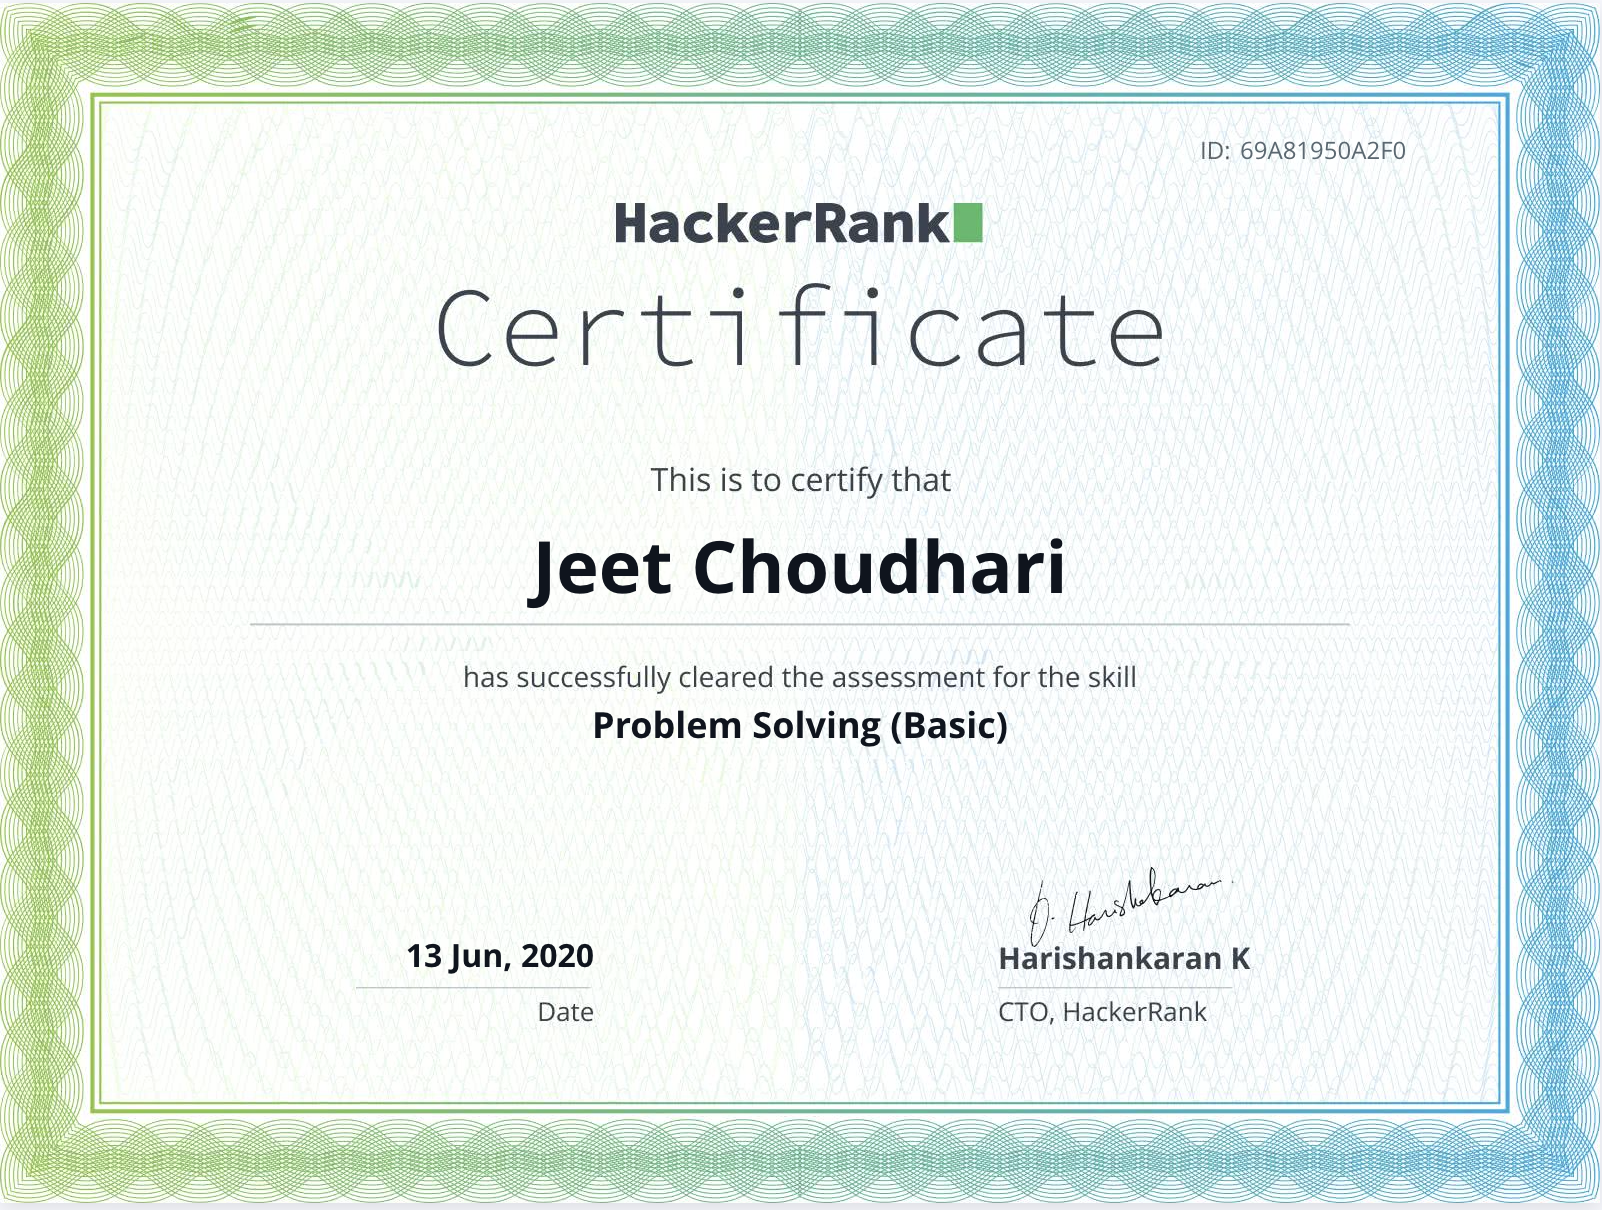 ID: 69A81950A2F0
HackerRank
Certificate
This is to certify that
Jeet Choudhari
has successfully cleared the assessment for the skill
Problem Solving (Basic)
13 Jun, 2020
Date
Harishankaran K
CTO, HackerRank